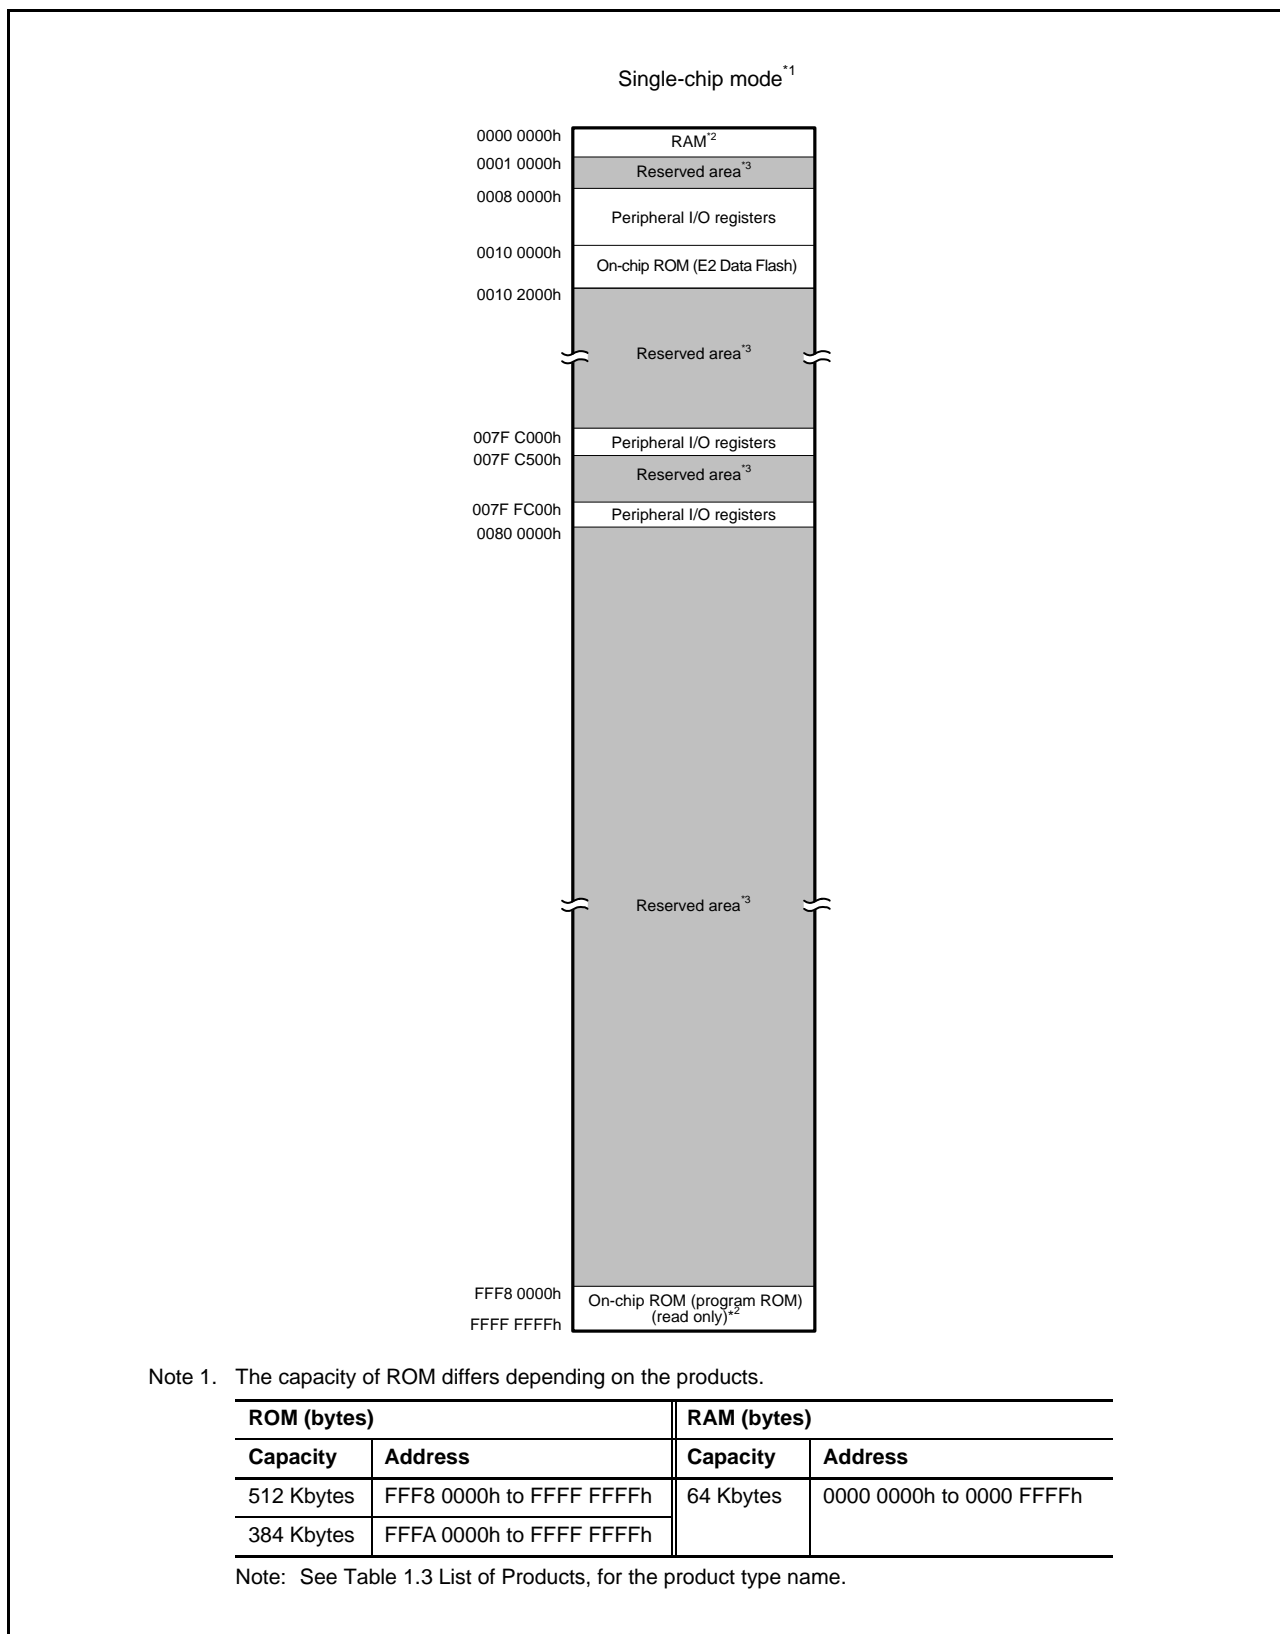 Single-chip mode*1
0000 0000h
RAM*2
0001 0000h
Reserved area*3
0008 0000h
Peripheral I/O registers
0010 0000h
On-chip ROM (E2 Data Flash)
0010 2000h
Reserved area*3
007F C000h
Peripheral I/O registers
007F C500h
Reserved area*3
007F FC00h
Peripheral I/O registers
0080 0000h
Reserved area*3
FFF8 0000h
On-chip ROM (program ROM)
(read only)*2
FFFF FFFFh
Note 1. The capacity of ROM differs depending on the products.
ROM (bytes) RAM (bytes)
Capacity Address Capacity Address
512 Kbytes FFF8 0000h to FFFF FFFFh 64 Kbytes 0000 0000h to 0000 FFFFh
384 Kbytes FFFA 0000h to FFFF FFFFh
Note: See Table 1.3 List of Products, for the product type name.